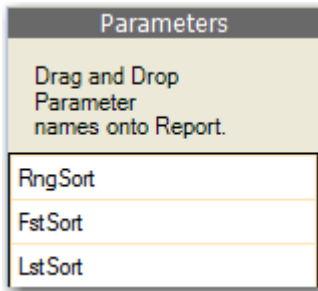 Parameters
Drag and Drop
Parameter
names onto Report.
RngSort
FstSort
LstSort